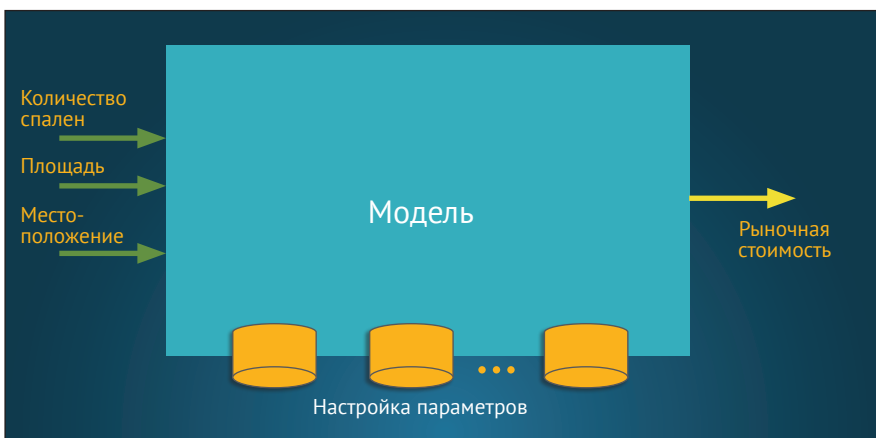 Количество
спален
Площадь
Место-
положение
Модель
Рыночная
стоимость
Настройка параметров